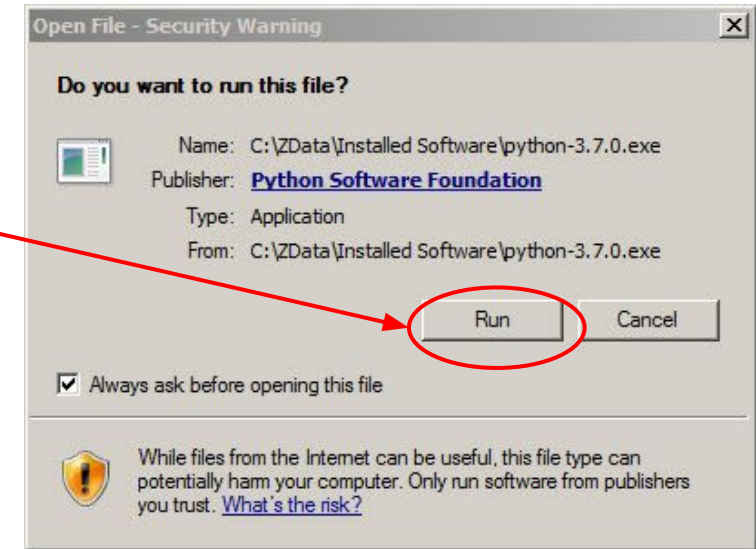 Open File - Security Warning
Do you want to run this file?
Name: C:\ZData\Installed Software\python-3.7.0.exe
Publisher: Python Software Foundation
Type: Application
From: C:\ZData\Installed Software\python-3.7.0.exe
Run Cancel
Always ask before opening this file
While files from the Internet can be useful, this file type can
potentially harm your computer. Only run software from publishers
you trust. What's the risk?